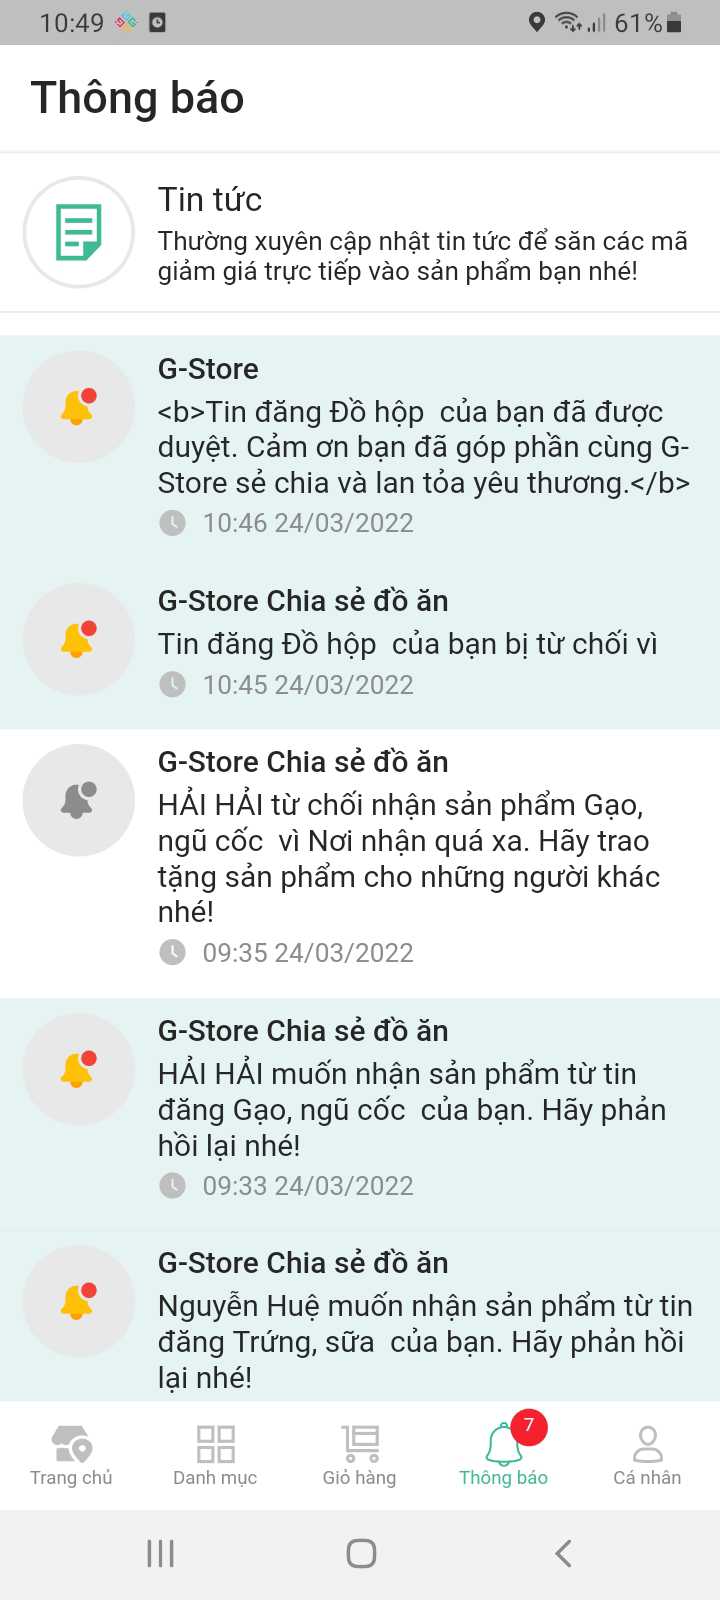 10:49
61%
Thông báo
Tin tức
Thường xuyên cập nhật tin tức để săn các mã
giảm giá trực tiếp vào sản phẩm bạn nhé!
G-Store
<b>Tin đăng Đồ hộp  của bạn đã được
duyệt. Cảm ơn bạn đã góp phần cùng G-
Store sẻ chia và lan tỏa yêu thương.</b>
10:46 24/03/2022
G-Store Chia sẻ đồ ăn
Tin đăng Đồ hộp  của bạn bị từ chối vì
10:45 24/03/2022
G-Store Chia sẻ đồ ăn
HẢI HẢI từ chối nhận sản phẩm Gạo,
ngũ cốc  vì Nơi nhận quá xa. Hãy trao
tặng sản phẩm cho những người khác
nhé!
09:35 24/03/2022
G-Store Chia sẻ đồ ăn
HẢI HẢI muốn nhận sản phẩm từ tin
đăng Gạo, ngũ cốc  của bạn. Hãy phản
hồi lại nhé!
09:33 24/03/2022
G-Store Chia sẻ đồ ăn
Nguyễn Huệ muốn nhận sản phẩm từ tin
đăng Trứng, sữa  của bạn. Hãy phản hồi
lại nhé!
7
Trang chủ
Danh mục
Giỏ hàng
Thông báo
Cá nhân